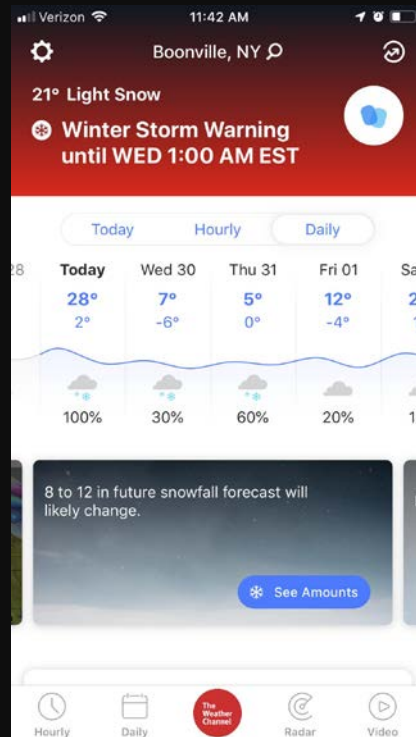 Verizon 11:42 AM
Boonville, NY
21° Light Snow
Winter Storm Warning
until WED 1:00 AM EST
Today Hourly Daily
28 Today Wed 30 Thu 31 Fri 01
28° 7° 5° 12°
2° -6° 0° -4°
100% 30% 60% 20%
8 to 12 in future snowfall forecast will
likely change.
See Amounts
The
Weather
Channel
Hourly Daily Radar Video